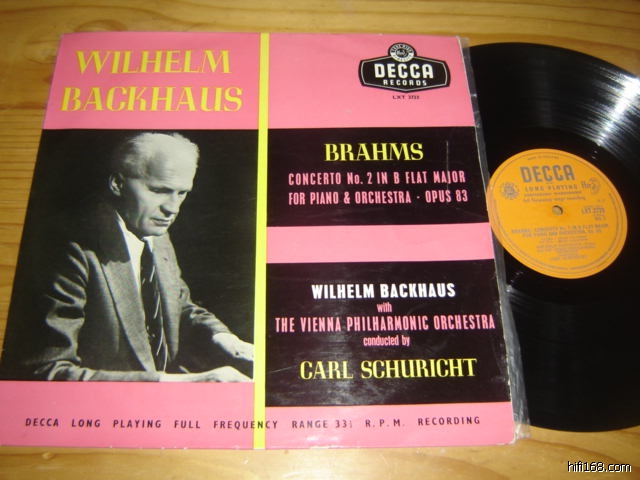 WILHELM
BACKHAUS
DECCA
RECORDS
LXT 2723
BRAHMS
CONCERTO No. 2 IN B FLAT MAJOR
FOR PIANO & ORCHESTRA · OPUS 83
WILHELM BACKHAUS
with
THE VIENNA PHILHARMONIC ORCHESTRA
conducted by
CARL SCHURICHT
DECCA LONG PLAYING FULL FREQUENCY RANGE 33⅓ R.P.M. RECORDING
DECCA
LONG PLAYING
hifi168.com